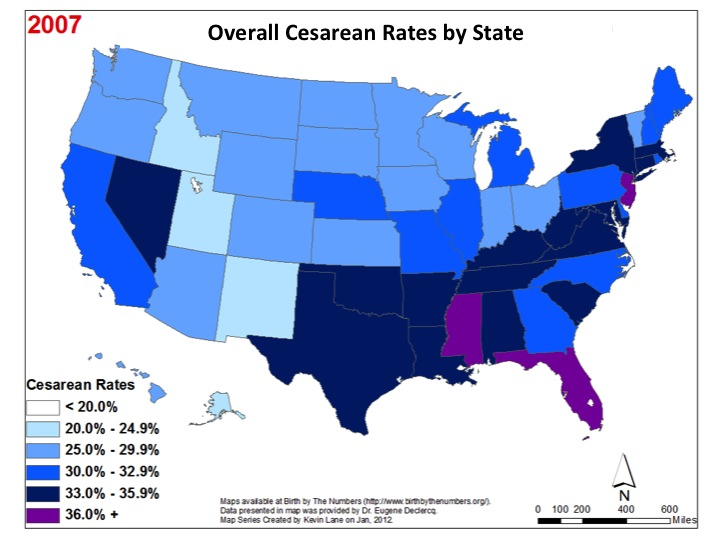 2007
Overall Cesarean Rates by State
Cesarean Rates
< 20.0%
20.0% - 24.9%
25.0% - 29.9%
30.0% - 32.9%
33.0% - 35.9%
36.0% +
Maps available at Birth by The Numbers (http://www.birthbythenumbers.org/).
Data presented in map was provided by Dr. Eugene Declercq.
Map Series Created by Kevin Lane on Jan, 2012.
N
0 100 200 400 600
Miles